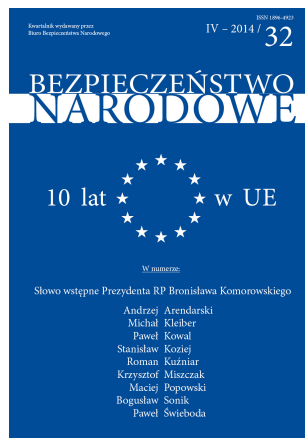 ISSN 1896-4923
Kwartalnik wydawany przez
Biuro Bezpieczeństwa Narodowego
IV – 2014 / 32
BEZPIECZEŃSTWO
NARODOWE
10 lat w UE
W numerze:
Słowo wstępne Prezydenta RP Bronisława Komorowskiego
Andrzej Arendarski
Michał Kleiber
Paweł Kowal
Stanisław Koziej
Roman Kuźniar
Krzysztof Miszczak
Maciej Popowski
Bogusław Sonik
Paweł Świeboda